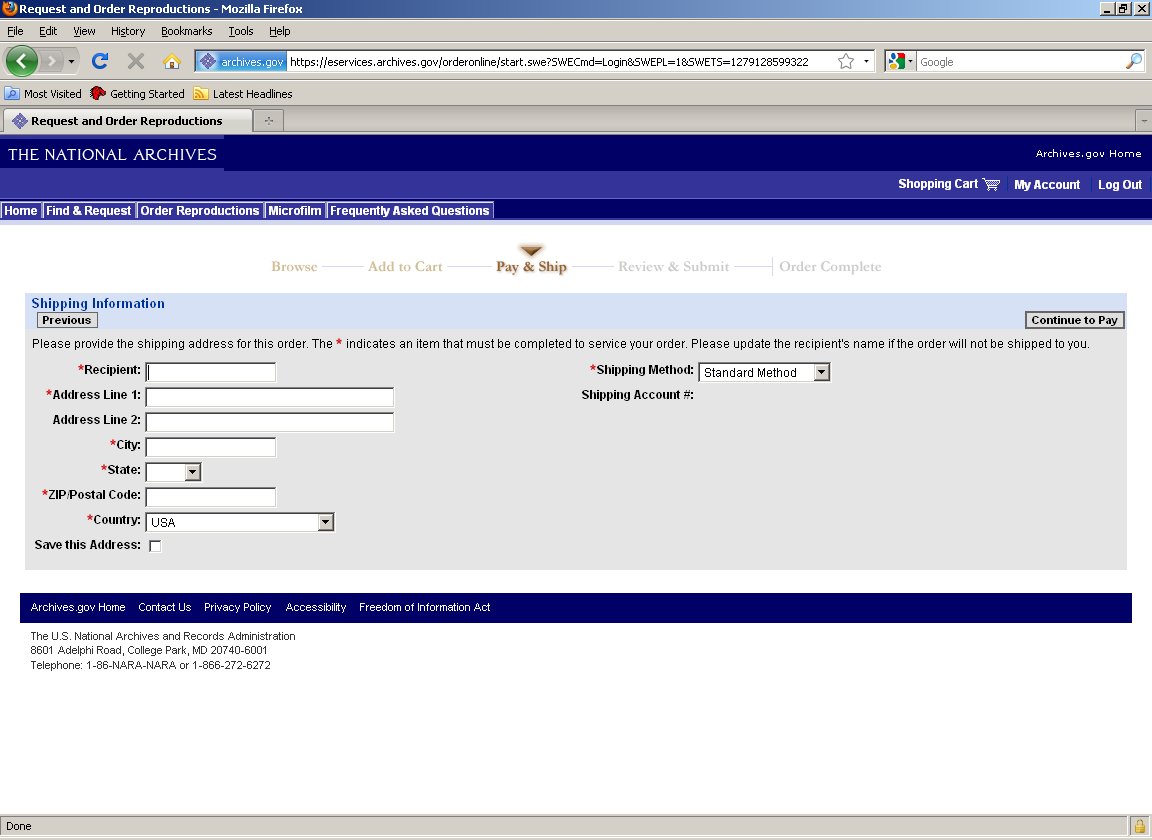 Request and Order Reproductions - Mozilla Firefox
File Edit View History Bookmarks Tools Help
archives.gov https://eservices.archives.gov/orderonline/start.swe?SWECmd=Login&SWEPL=1&SWETS=1279128599322 Google
Most Visited Getting Started Latest Headlines
Request and Order Reproductions
THE NATIONAL ARCHIVES Archives.gov Home
Shopping Cart My Account Log Out
Home Find & Request Order Reproductions Microfilm Frequently Asked Questions
Browse Add to Cart Pay & Ship Review & Submit Order Complete
Shipping Information
Previous Continue to Pay
Please provide the shipping address for this order. The * indicates an item that must be completed to service your order. Please update the recipient's name if the order will not be shipped to you.
*Recipient: *Shipping Method: Standard Method
*Address Line 1: Shipping Account #:
Address Line 2:
*City:
*State:
*ZIP/Postal Code:
*Country: USA
Save this Address:
Archives.gov Home Contact Us Privacy Policy Accessibility Freedom of Information Act
The U.S. National Archives and Records Administration
8601 Adelphi Road, College Park, MD 20740-6001
Telephone: 1-86-NARA-NARA or 1-866-272-6272
Done